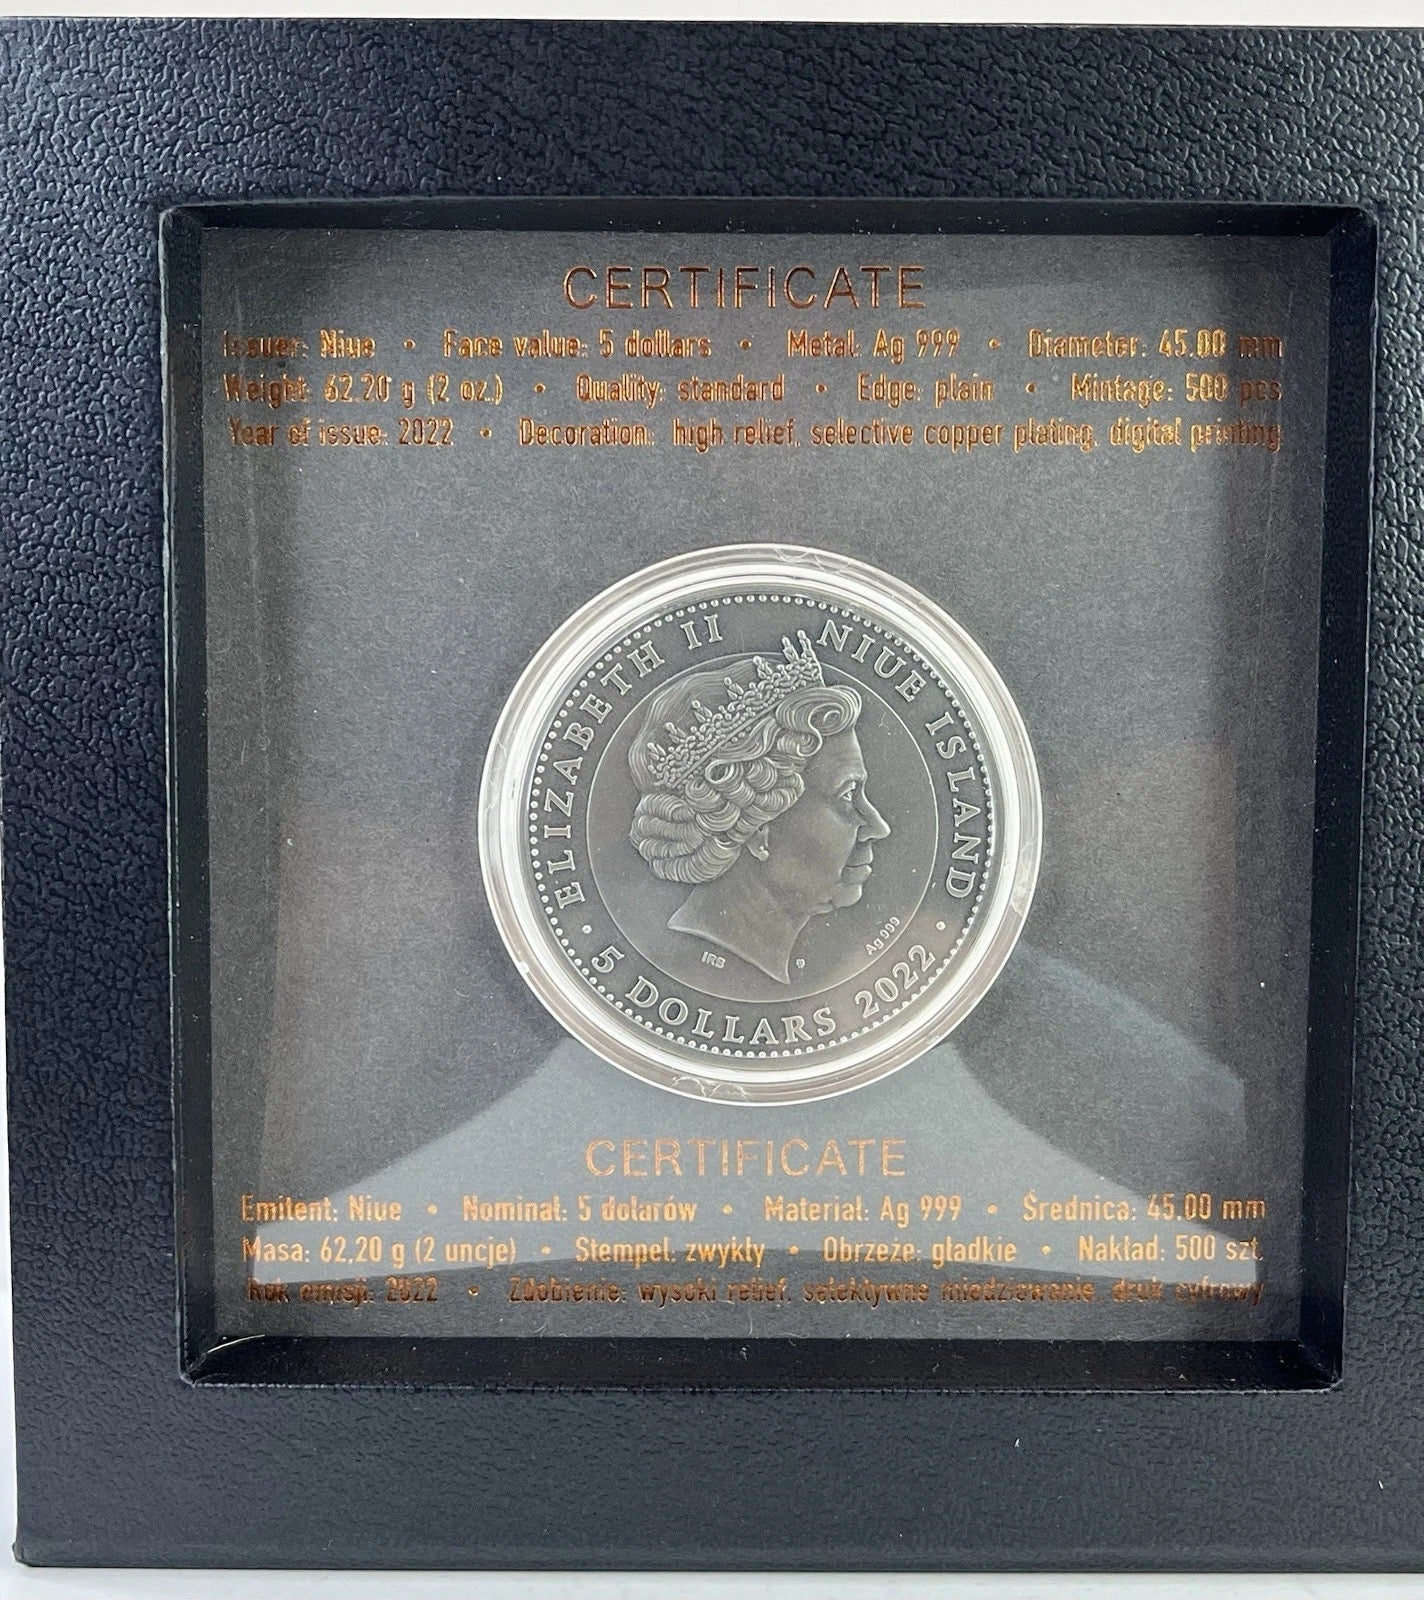 CERTIFICATE
Issuer: Niue • Face value: 5 dollars • Metal: Ag 999 • Diameter: 45.00 mm
Weight: 62.20 g (2 oz.) • Quality: standard • Edge: plain • Mintage: 500 pcs
Year of issue: 2022 • Decoration: high relief, selective copper plating, digital printing
ELIZABETH II NIUE ISLAND
IRB Ag 999
• 5 DOLLARS 2022 •
CERTIFICATE
Emitent: Niue • Nominał: 5 dolarów • Materiał: Ag 999 • Średnica: 45.00 mm
Masa: 62,20 g (2 uncje) • Stempel: zwykły • Obrzeże: gładkie • Nakład: 500 szt.
Rok emisji: 2022 • Zdobienie: wysoki relief, selektywne miedziowanie, druk cyfrowy